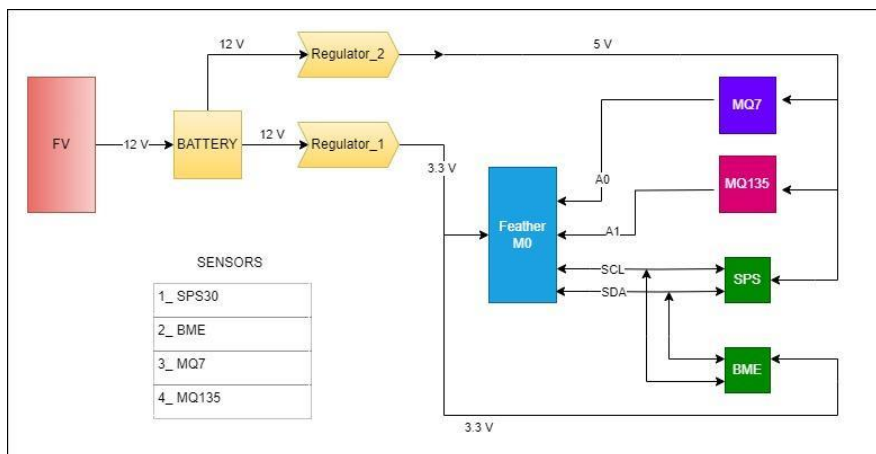 12 V
Regulator_2
5 V
FV
12 V
BATTERY
12 V
Regulator_1
3.3 V
MQ7
A0
MQ135
Feather
M0
A1
SCL
SDA
SPS
BME
SENSORS
1_ SPS30
2_ BME
3_ MQ7
4_ MQ135
3.3 V